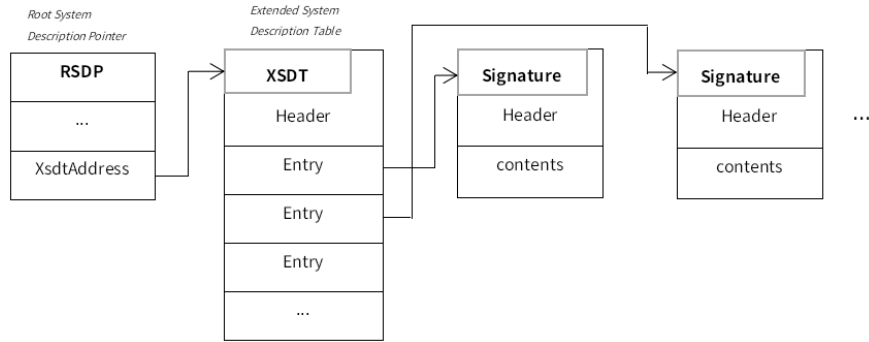 Root System
Description Pointer
RSDP
...
XsdtAddress
Extended System
Description Table
XSDT
Header
Entry
Entry
Entry
...
Signature
Header
contents
Signature
Header
contents
...